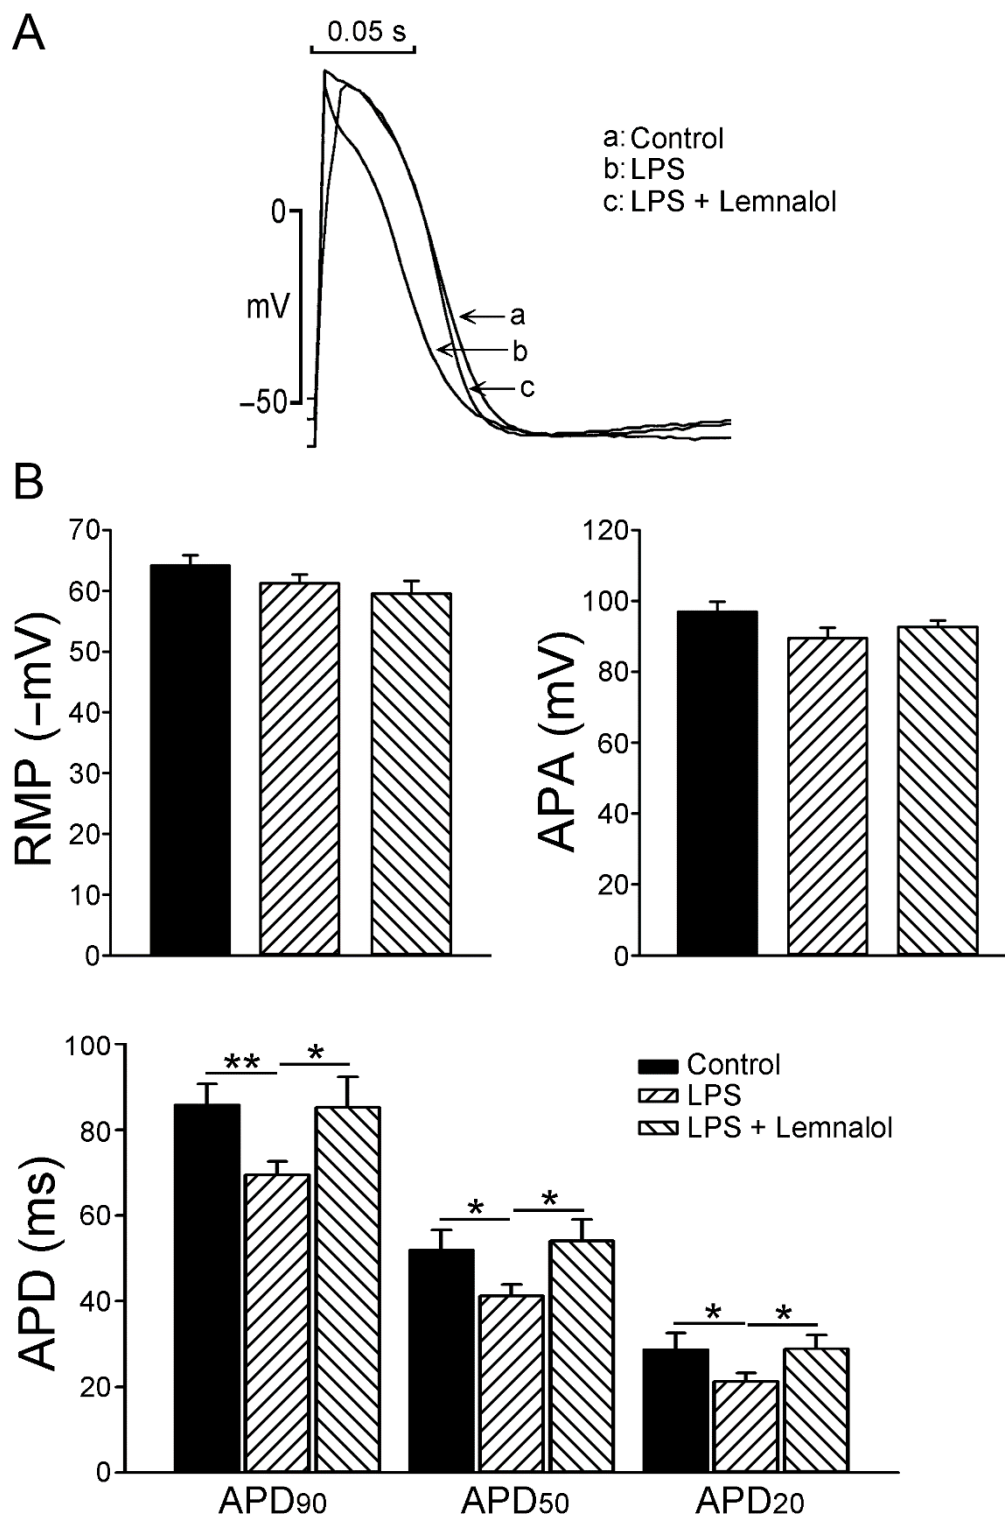 A
0.05 s
a: Control
b: LPS
c: LPS + Lemnalol
0
mV
–50
a
b
c
B
RMP (–mV)
70
60
50
40
30
20
10
0
APA (mV)
120
100
80
60
40
20
0
APD (ms)
100
80
60
40
20
0
** *
* *
* *
Control
LPS
LPS + Lemnalol
APD90 APD50 APD20